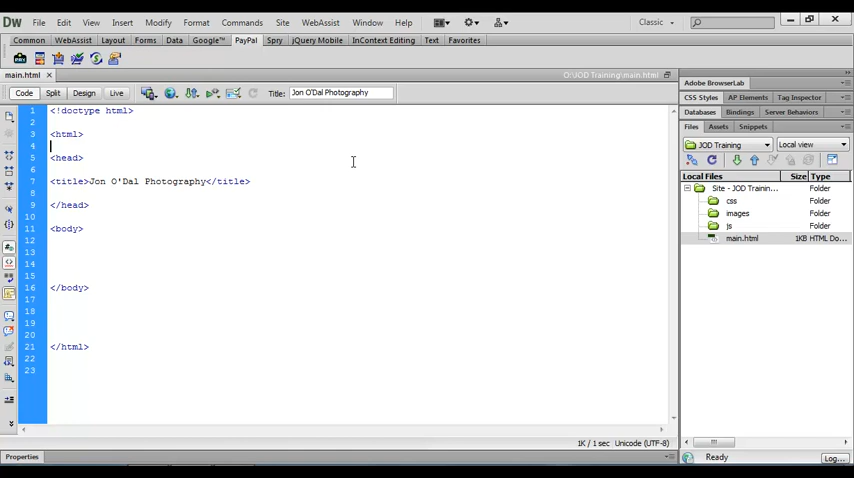 DW File Edit View Insert Modify Format Commands Site WebAssist Window Help Classic
Common WebAssist Layout Forms Data Google™ PayPal Spry jQuery Mobile InContext Editing Text Favorites
main.html × O:\JOD Training\main.html
Code Split Design Live Title: Jon O'Dal Photography
1 <!doctype html>
2
3 <html>
4
5 <head>
6
7 <title>Jon O'Dal Photography</title>
8
9 </head>
10
11 <body>
12
13
14
15
16 </body>
17
18
19
20
21 </html>
22
23
1K / 1 sec Unicode (UTF-8)
Properties
Adobe BrowserLab
CSS Styles AP Elements Tag Inspector
Databases Bindings Server Behaviors
Files Assets Snippets
JOD Training Local view
Local Files Size Type
Site - JOD Trainin... Folder
css Folder
images Folder
js Folder
main.html 1KB HTML Do...
Ready Log...